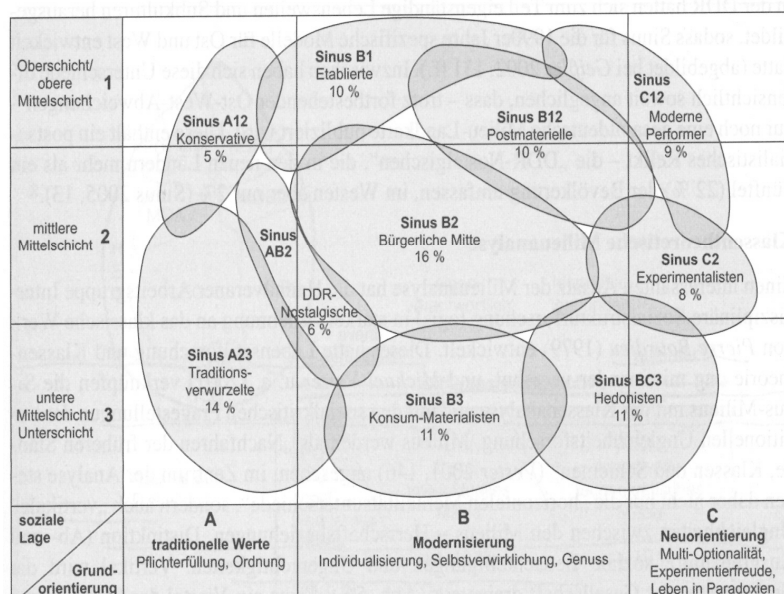 Oberschicht/
obere
Mittelschicht
1
Sinus B1
Etablierte
10 %
Sinus
C12
Moderne
Performer
9 %
Sinus A12
Konservative
5 %
Sinus B12
Postmaterielle
10 %
mittlere
Mittelschicht
2
Sinus
AB2
DDR-
Nostalgische
6 %
Sinus B2
Bürgerliche Mitte
16 %
Sinus C2
Experimentalisten
8 %
untere
Mittelschicht/
Unterschicht
3
Sinus A23
Traditions-
verwurzelte
14 %
Sinus B3
Konsum-Materialisten
11 %
Sinus BC3
Hedonisten
11 %
soziale
Lage
Grund-
orientierung
A
traditionelle Werte
Pflichterfüllung, Ordnung
B
Modernisierung
Individualisierung, Selbstverwirklichung, Genuss
C
Neuorientierung
Multi-Optionalität,
Experimentierfreude,
Leben in Paradoxien